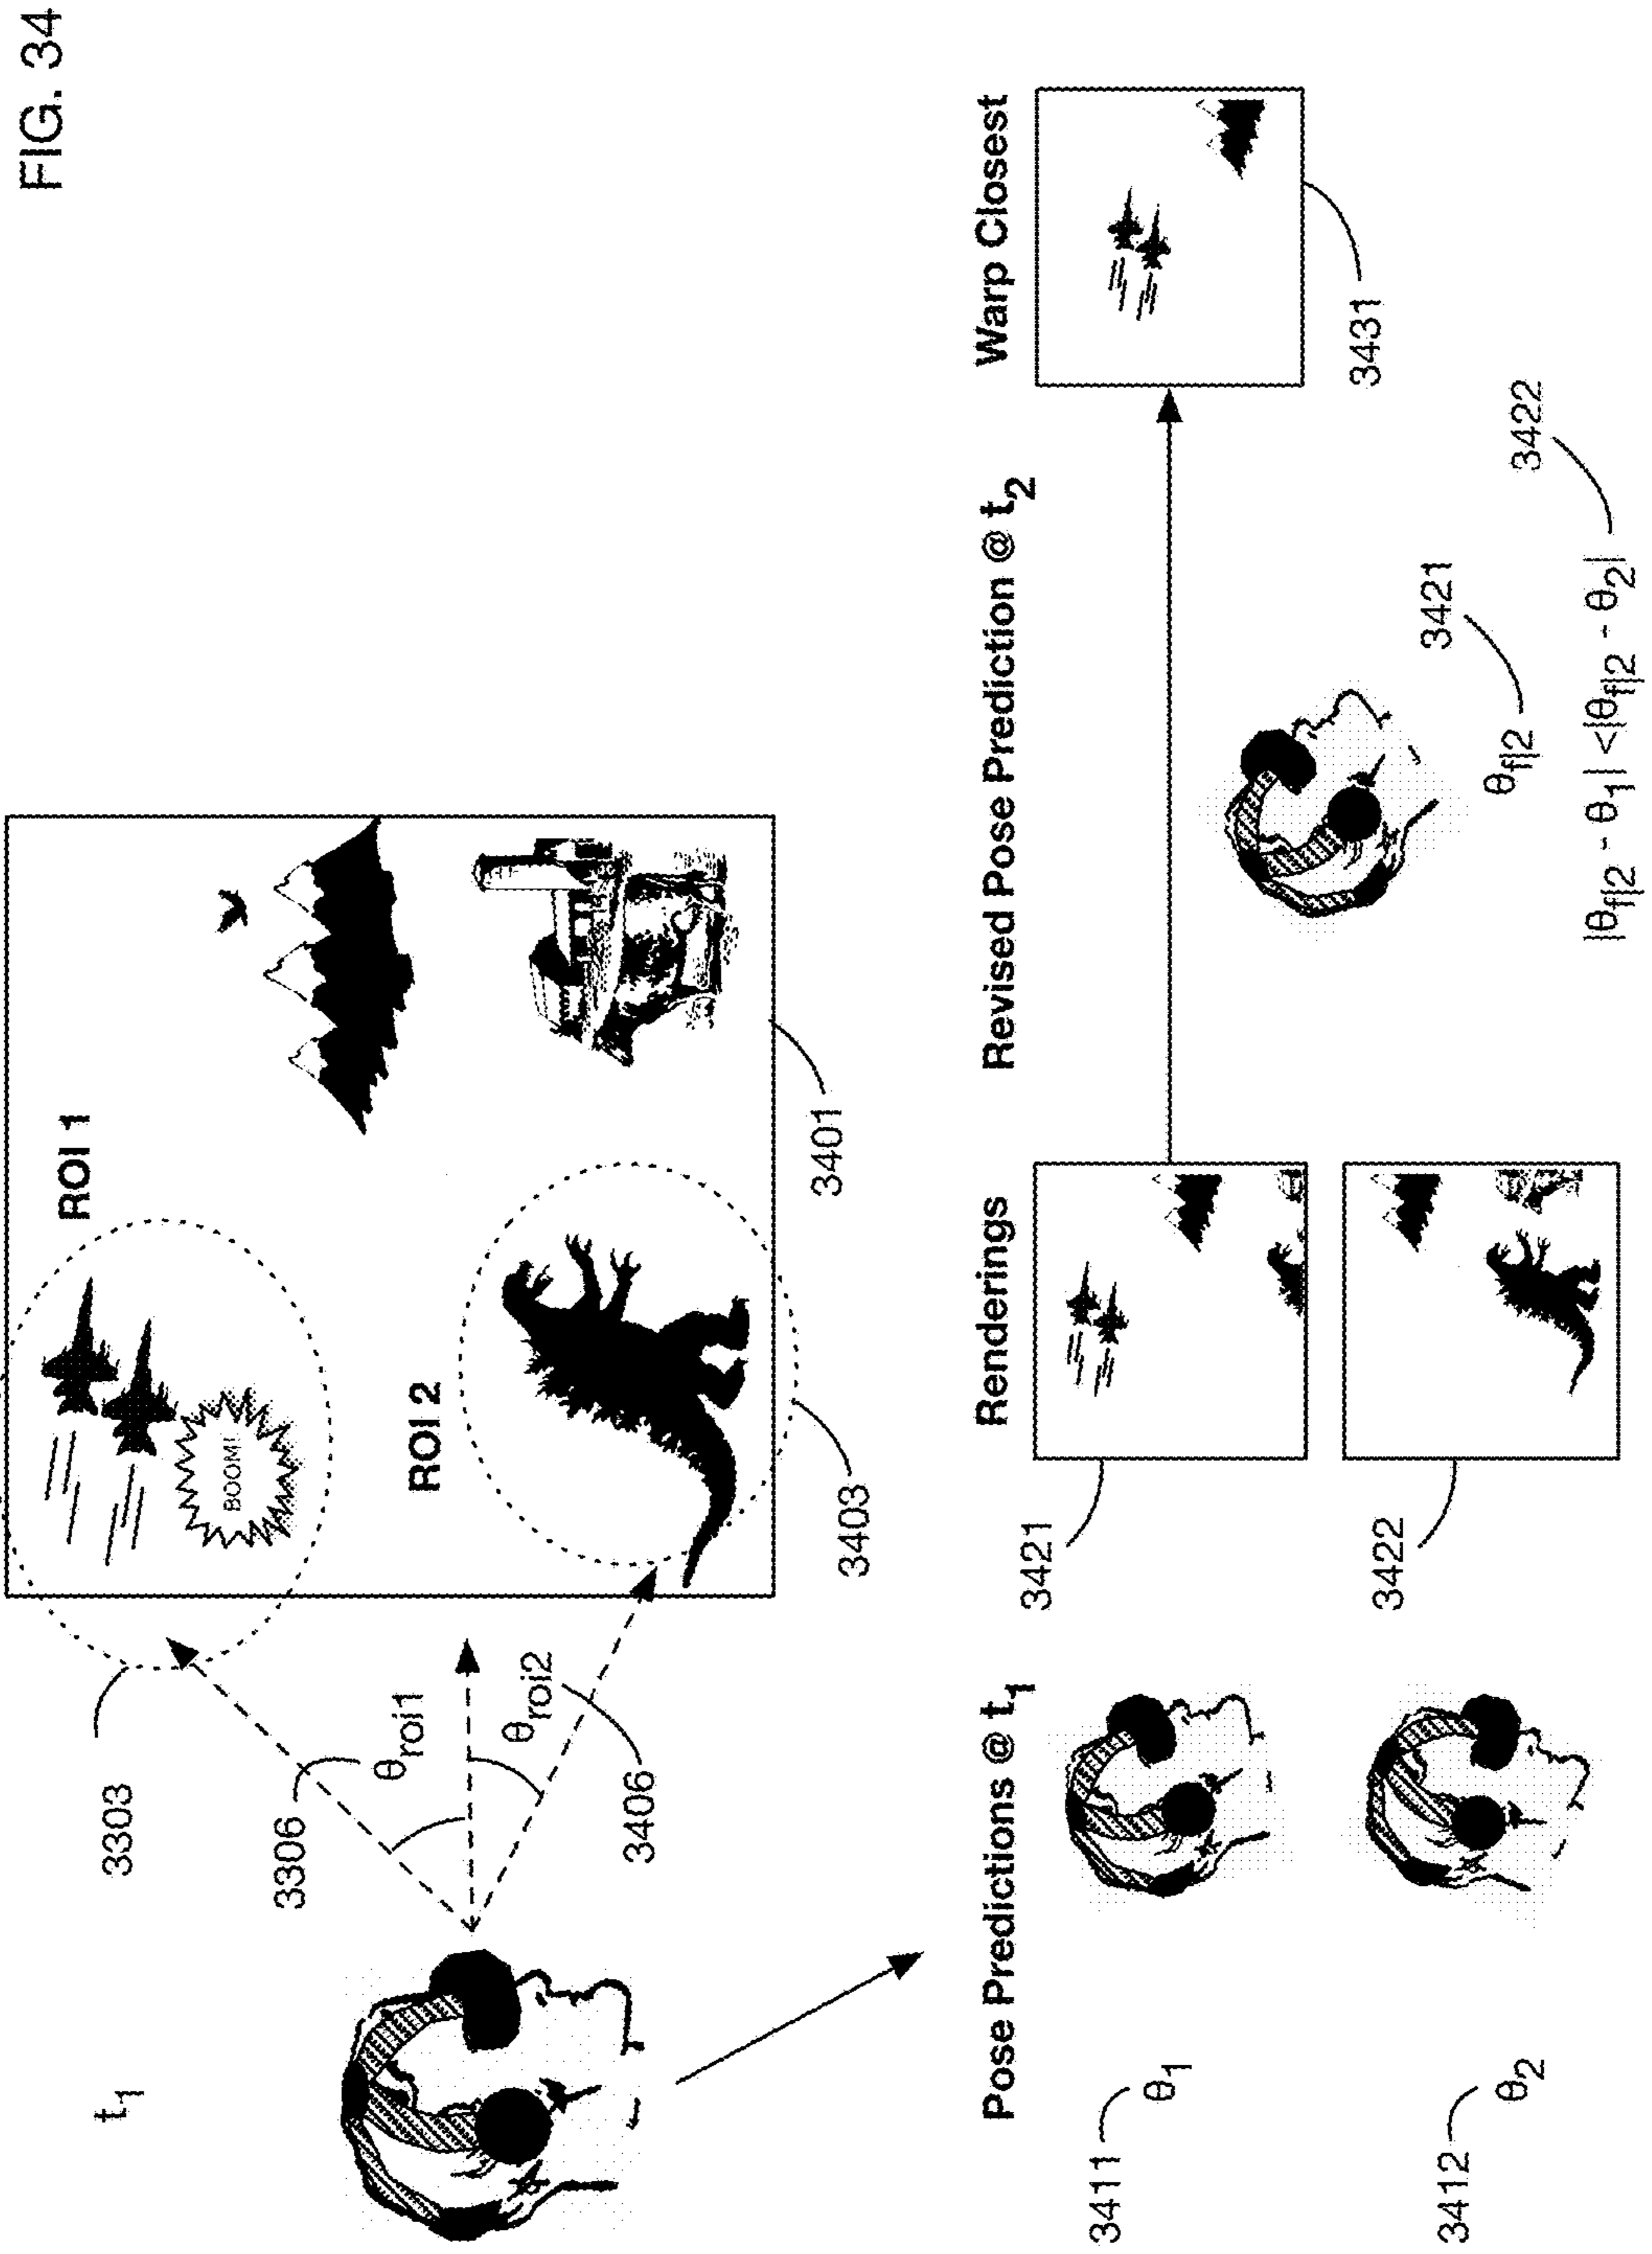 FIG. 34
t1
3303
3306
θroi1
θroi2
3406
ROI 1
BOOM!
ROI 2
3403
3401
Pose Predictions @ t1
Renderings
Revised Pose Prediction @ t2
Warp Closest
3411
θ1
3412
θ2
3421
3422
3431
3421
θf|2
3422
|θf|2 - θ1| <|θf|2 - θ2|